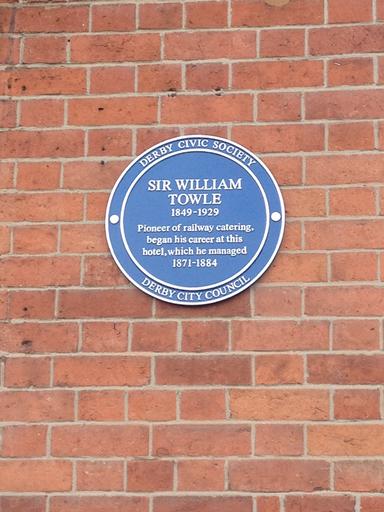 DERBY CIVIC SOCIETY
SIR WILLIAM
TOWLE
1849-1929
Pioneer of railway catering,
began his career at this
hotel, which he managed
1871-1884
DERBY CITY COUNCIL